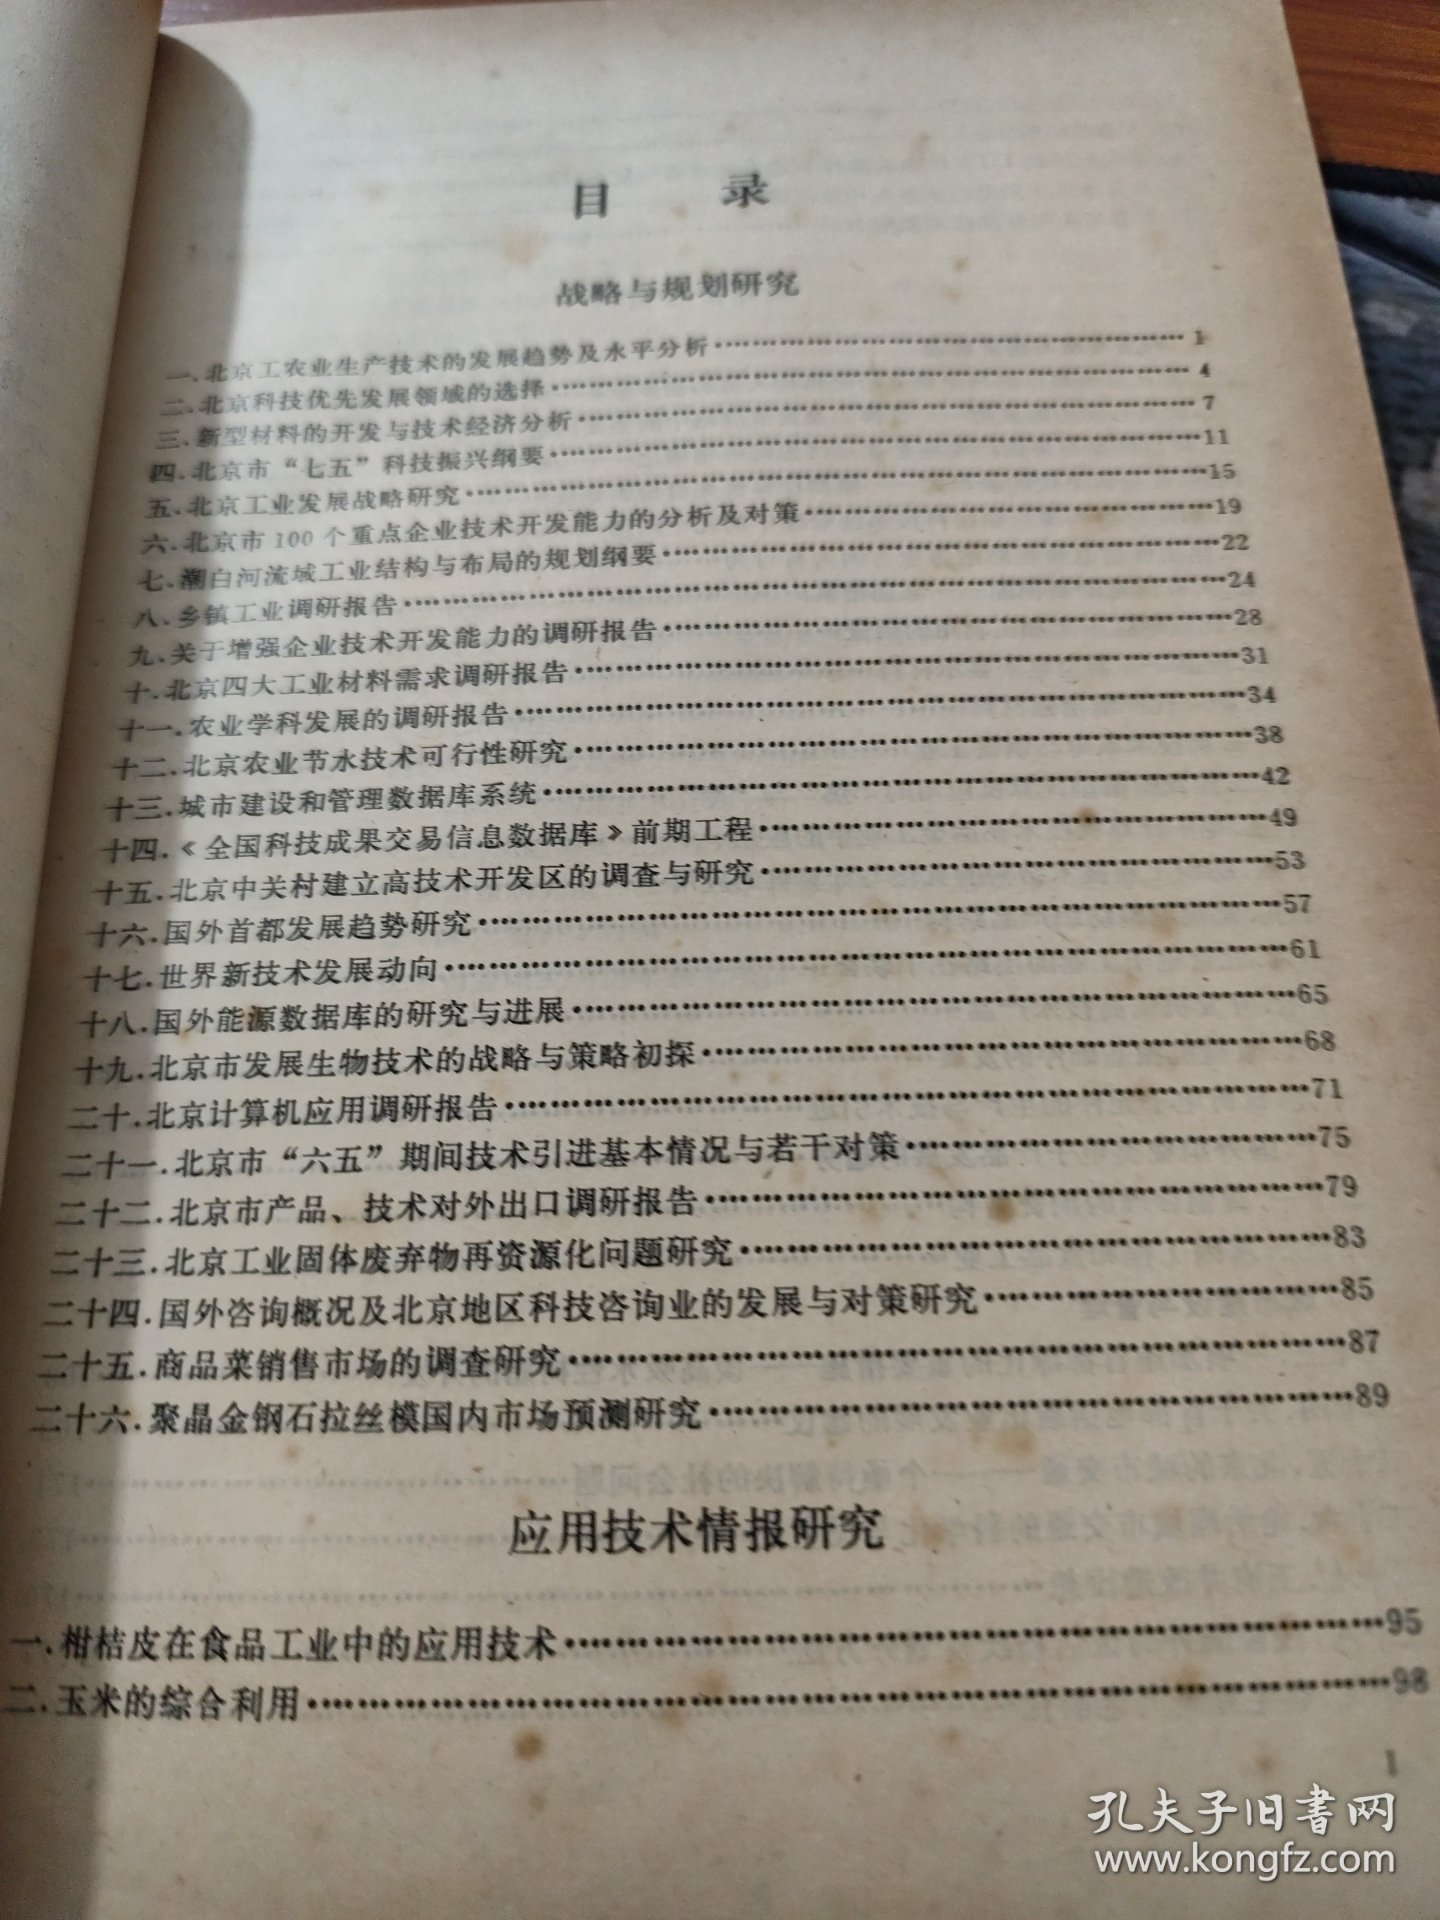 目 录
战略与规划研究
一.北京工农业生产技术的发展趋势及水平分析……1
二.北京科技优先发展领域的选择……4
三.新型材料的开发与技术经济分析……7
四.北京市“七五”科技振兴纲要……11
五.北京工业发展战略研究……15
六.北京市100个重点企业技术开发能力的分析及对策……19
七.潮白河流域工业结构与布局的规划纲要……22
八.乡镇工业调研报告……24
九.关于增强企业技术开发能力的调研报告……28
十.北京四大工业材料需求调研报告……31
十一.农业学科发展的调研报告……34
十二.北京农业节水技术可行性研究……38
十三.城市建设和管理数据库系统……42
十四.《全国科技成果交易信息数据库》前期工程……49
十五.北京中关村建立高技术开发区的调查与研究……53
十六.国外首都发展趋势研究……57
十七.世界新技术发展动向……61
十八.国外能源数据库的研究与进展……65
十九.北京市发展生物技术的战略与策略初探……68
二十.北京计算机应用调研报告……71
二十一.北京市“六五”期间技术引进基本情况与若干对策……75
二十二.北京市产品、技术对外出口调研报告……79
二十三.北京工业固体废弃物再资源化问题研究……83
二十四.国外咨询概况及北京地区科技咨询业的发展与对策研究……85
二十五.商品菜销售市场的调查研究……87
二十六.聚晶金钢石拉丝模国内市场预测研究……89
应用技术情报研究
一.柑桔皮在食品工业中的应用技术……95
二.玉米的综合利用……98
1
孔夫子旧书网
www.kongfz.com